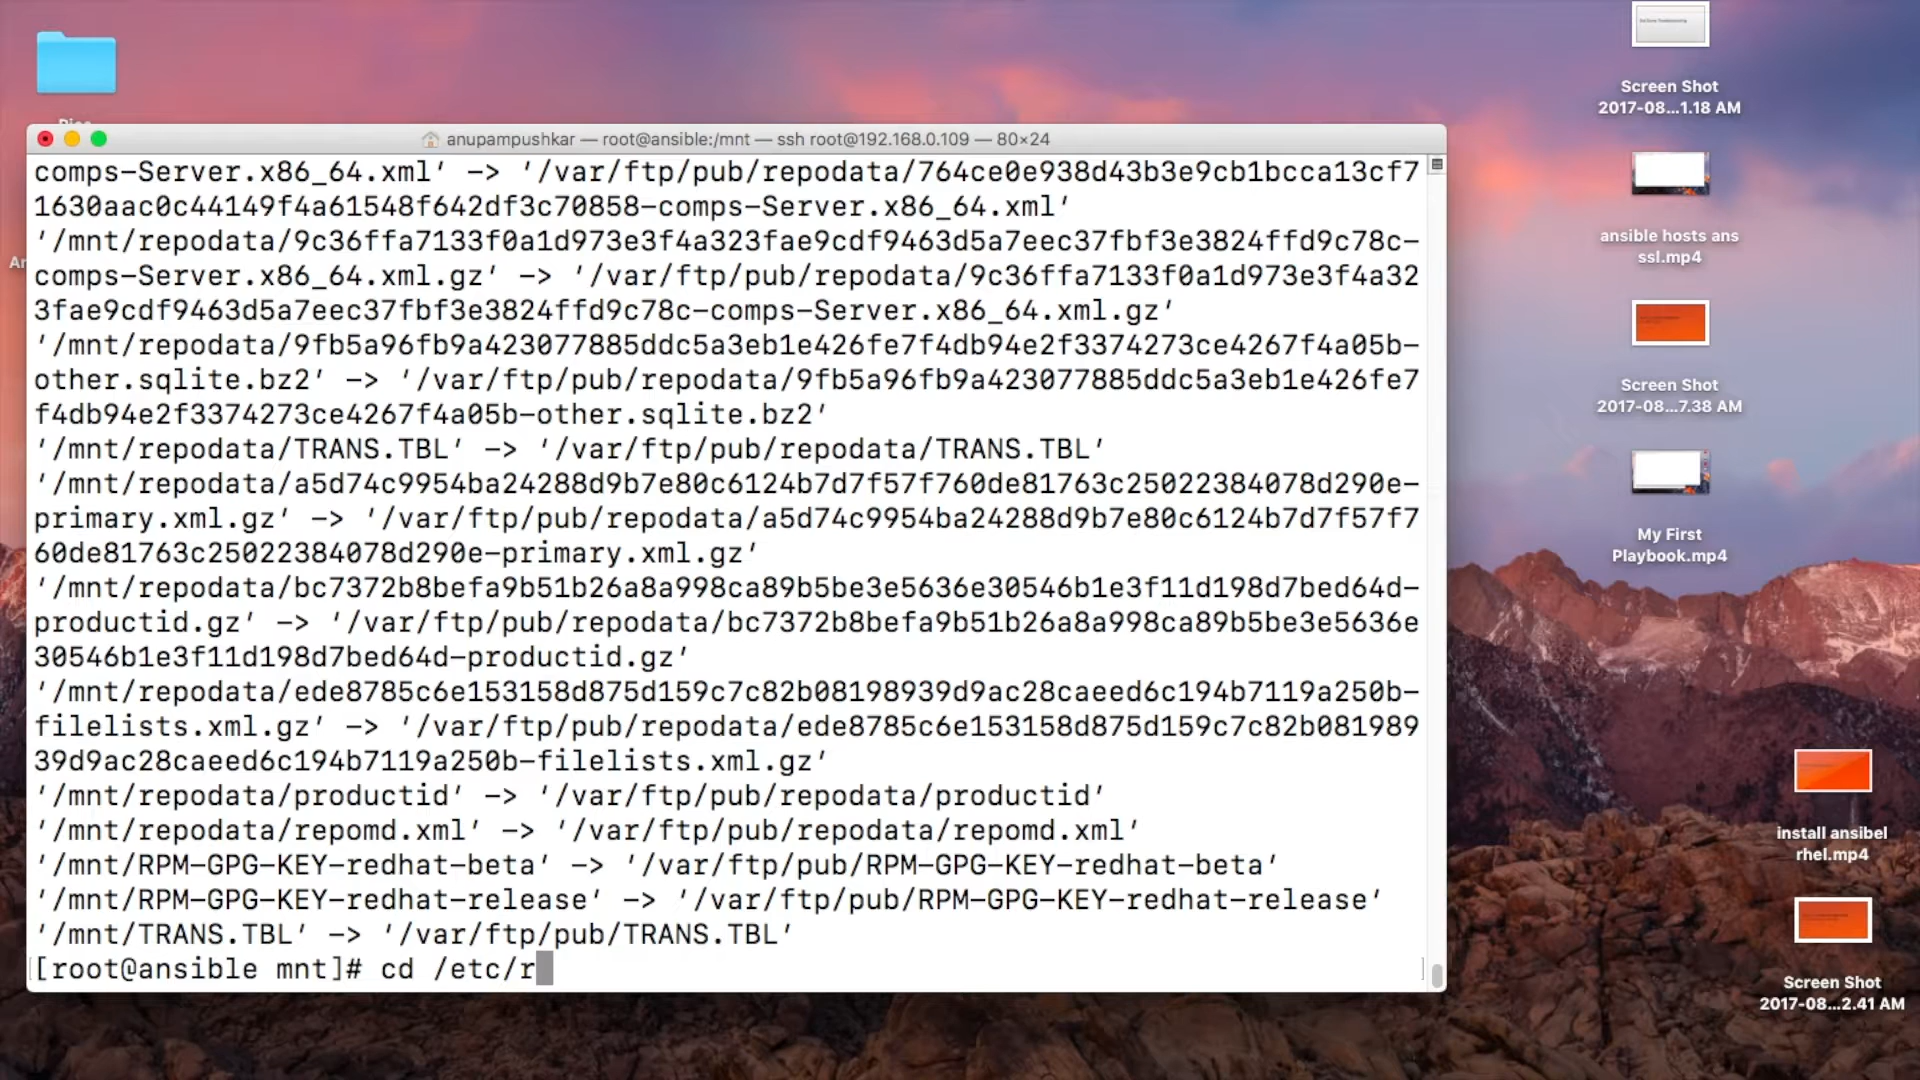 Screen Shot
2017-08...1.18 AM
anupampushkar — root@ansible:/mnt — ssh root@192.168.0.109 — 80×24
comps-Server.x86_64.xml’ -> ‘/var/ftp/pub/repodata/764ce0e938d43b3e9cb1bcca13cf7
1630aac0c44149f4a61548f642df3c70858-comps-Server.x86_64.xml’
‘/mnt/repodata/9c36ffa7133f0a1d973e3f4a323fae9cdf9463d5a7eec37fbf3e3824ffd9c78c-
comps-Server.x86_64.xml.gz’ -> ‘/var/ftp/pub/repodata/9c36ffa7133f0a1d973e3f4a32
3fae9cdf9463d5a7eec37fbf3e3824ffd9c78c-comps-Server.x86_64.xml.gz’
‘/mnt/repodata/9fb5a96fb9a423077885ddc5a3eb1e426fe7f4db94e2f3374273ce4267f4a05b-
other.sqlite.bz2’ -> ‘/var/ftp/pub/repodata/9fb5a96fb9a423077885ddc5a3eb1e426fe7
f4db94e2f3374273ce4267f4a05b-other.sqlite.bz2’
‘/mnt/repodata/TRANS.TBL’ -> ‘/var/ftp/pub/repodata/TRANS.TBL’
‘/mnt/repodata/a5d74c9954ba24288d9b7e80c6124b7d7f57f760de81763c25022384078d290e-
primary.xml.gz’ -> ‘/var/ftp/pub/repodata/a5d74c9954ba24288d9b7e80c6124b7d7f57f7
60de81763c25022384078d290e-primary.xml.gz’
‘/mnt/repodata/bc7372b8befa9b51b26a8a998ca89b5be3e5636e30546b1e3f11d198d7bed64d-
productid.gz’ -> ‘/var/ftp/pub/repodata/bc7372b8befa9b51b26a8a998ca89b5be3e5636e
30546b1e3f11d198d7bed64d-productid.gz’
‘/mnt/repodata/ede8785c6e153158d875d159c7c82b08198939d9ac28caeed6c194b7119a250b-
filelists.xml.gz’ -> ‘/var/ftp/pub/repodata/ede8785c6e153158d875d159c7c82b081989
39d9ac28caeed6c194b7119a250b-filelists.xml.gz’
‘/mnt/repodata/productid’ -> ‘/var/ftp/pub/repodata/productid’
‘/mnt/repodata/repomd.xml’ -> ‘/var/ftp/pub/repodata/repomd.xml’
‘/mnt/RPM-GPG-KEY-redhat-beta’ -> ‘/var/ftp/pub/RPM-GPG-KEY-redhat-beta’
‘/mnt/RPM-GPG-KEY-redhat-release’ -> ‘/var/ftp/pub/RPM-GPG-KEY-redhat-release’
‘/mnt/TRANS.TBL’ -> ‘/var/ftp/pub/TRANS.TBL’
[root@ansible mnt]# cd /etc/r
ansible hosts ans
ssl.mp4
Screen Shot
2017-08...7.38 AM
My First
Playbook.mp4
install ansibel
rhel.mp4
Screen Shot
2017-08...2.41 AM